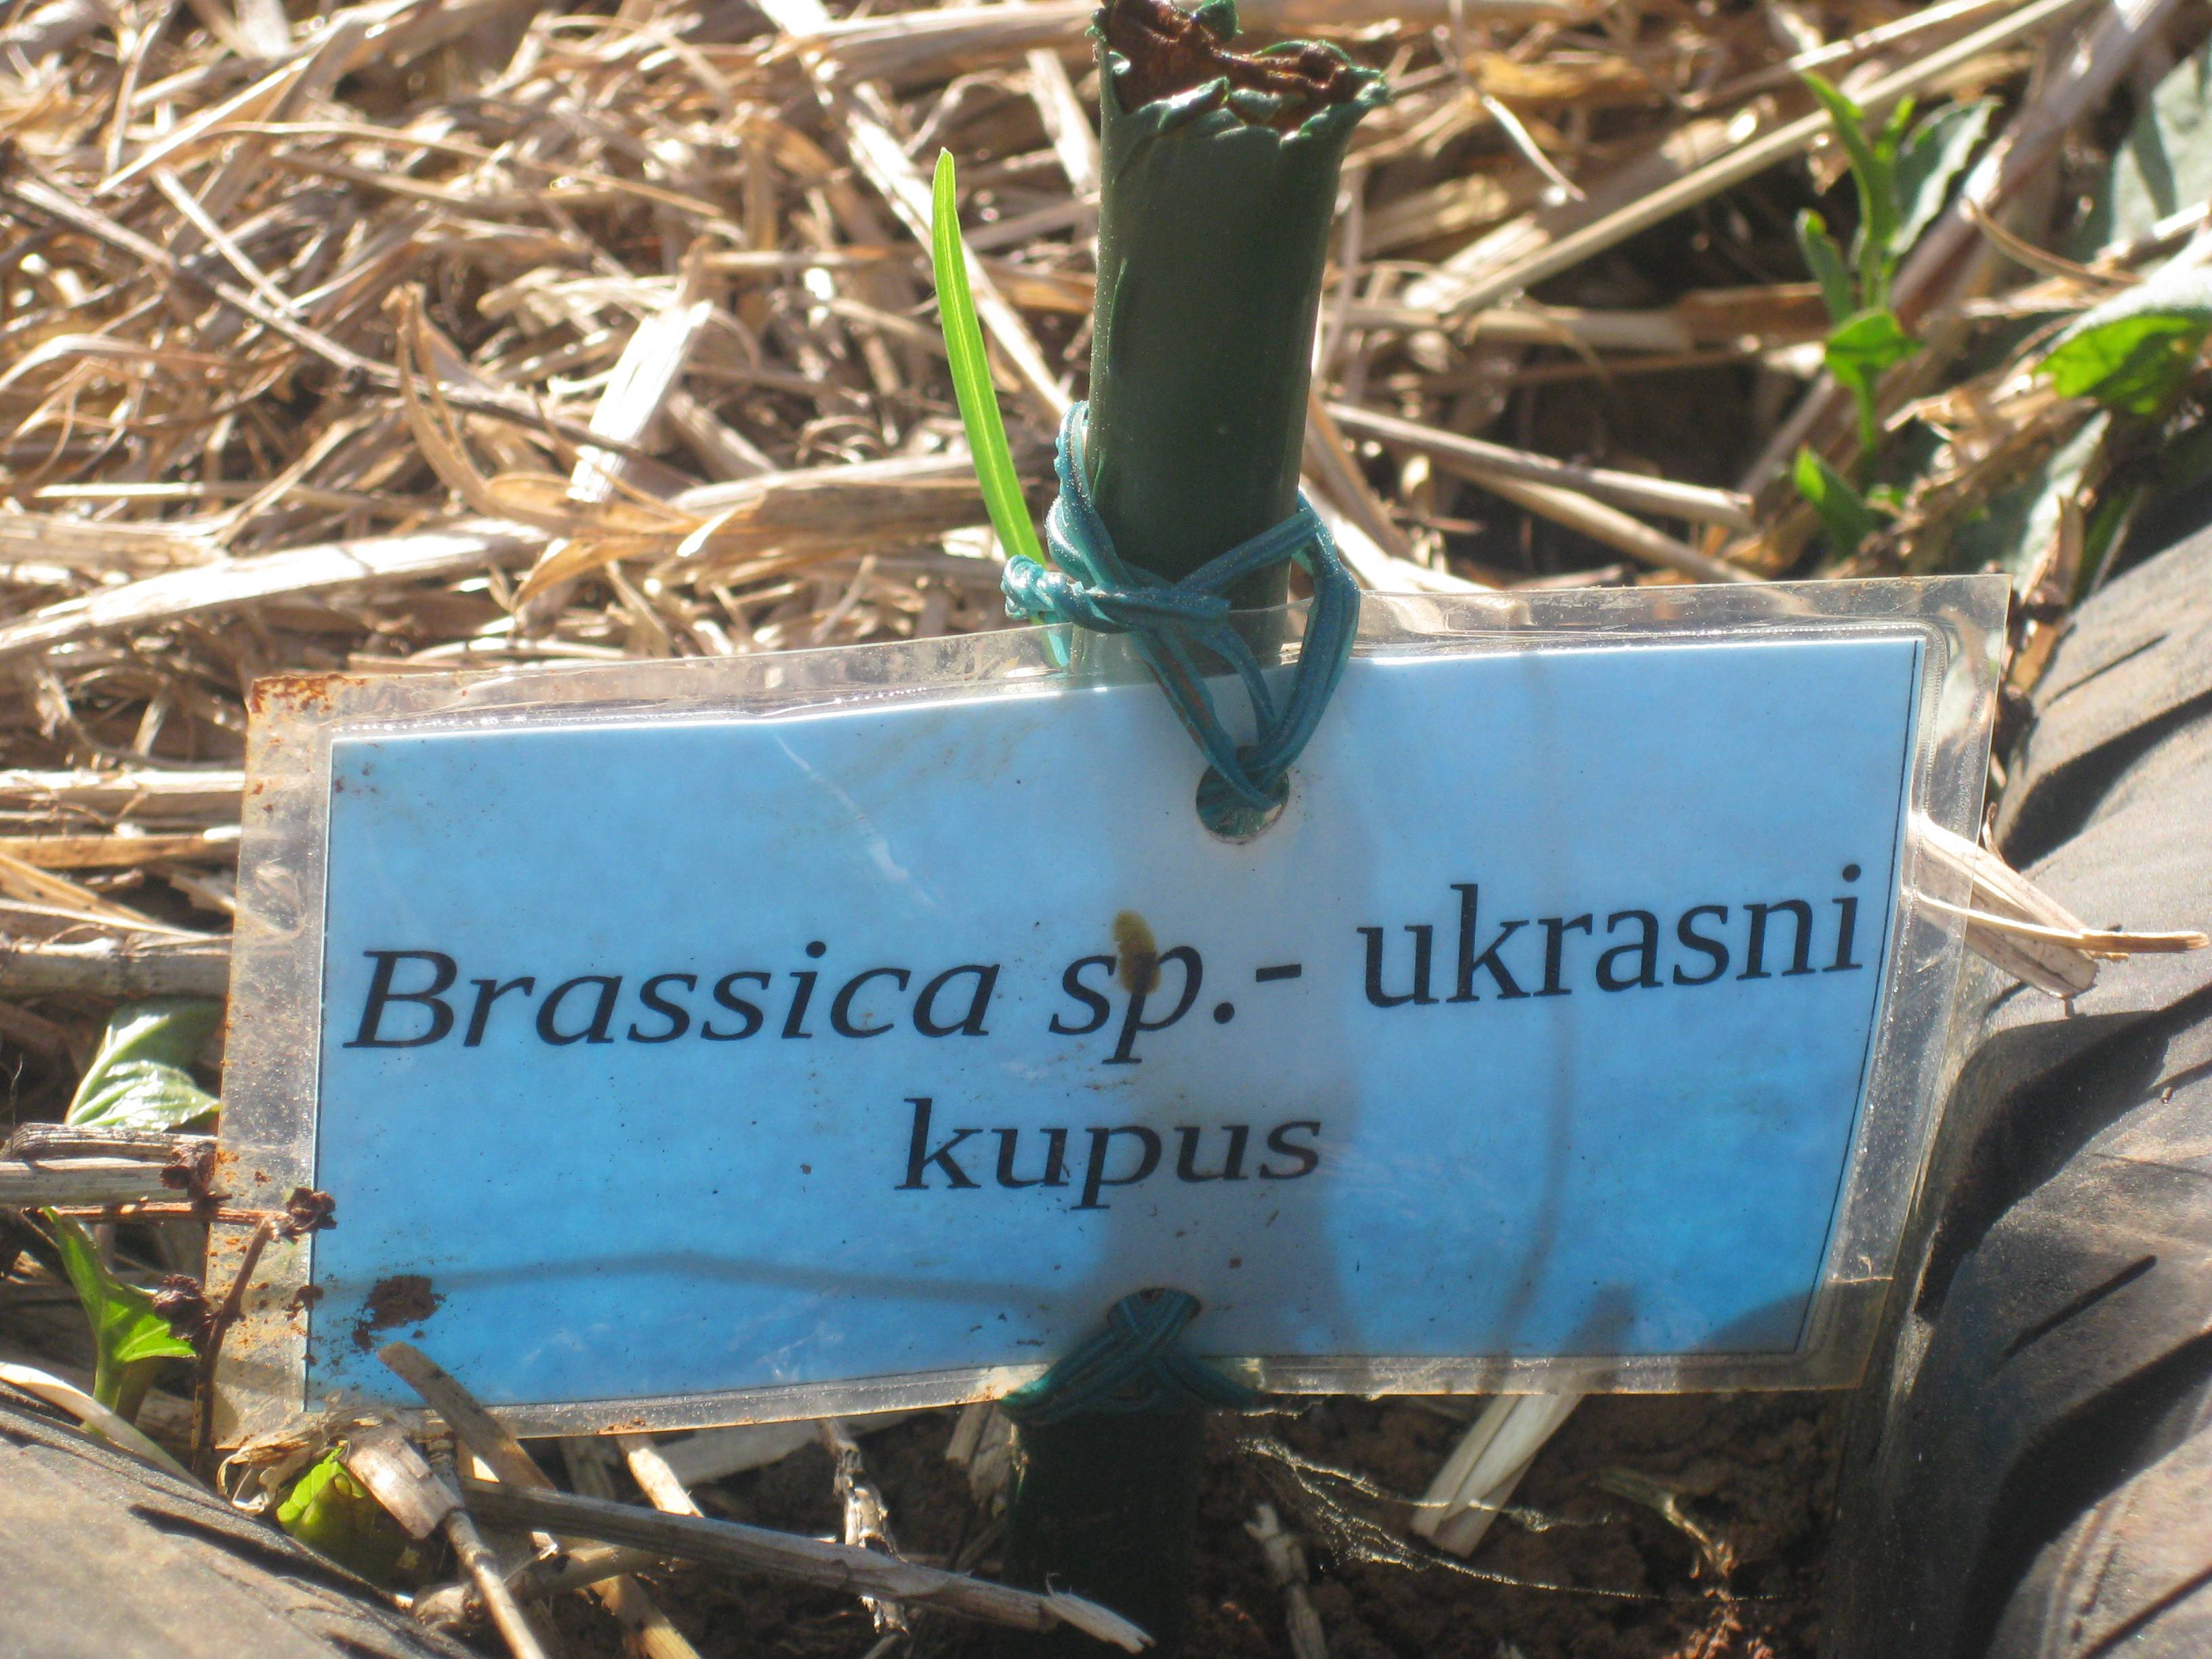 Brassica sp.- ukrasni
kupus